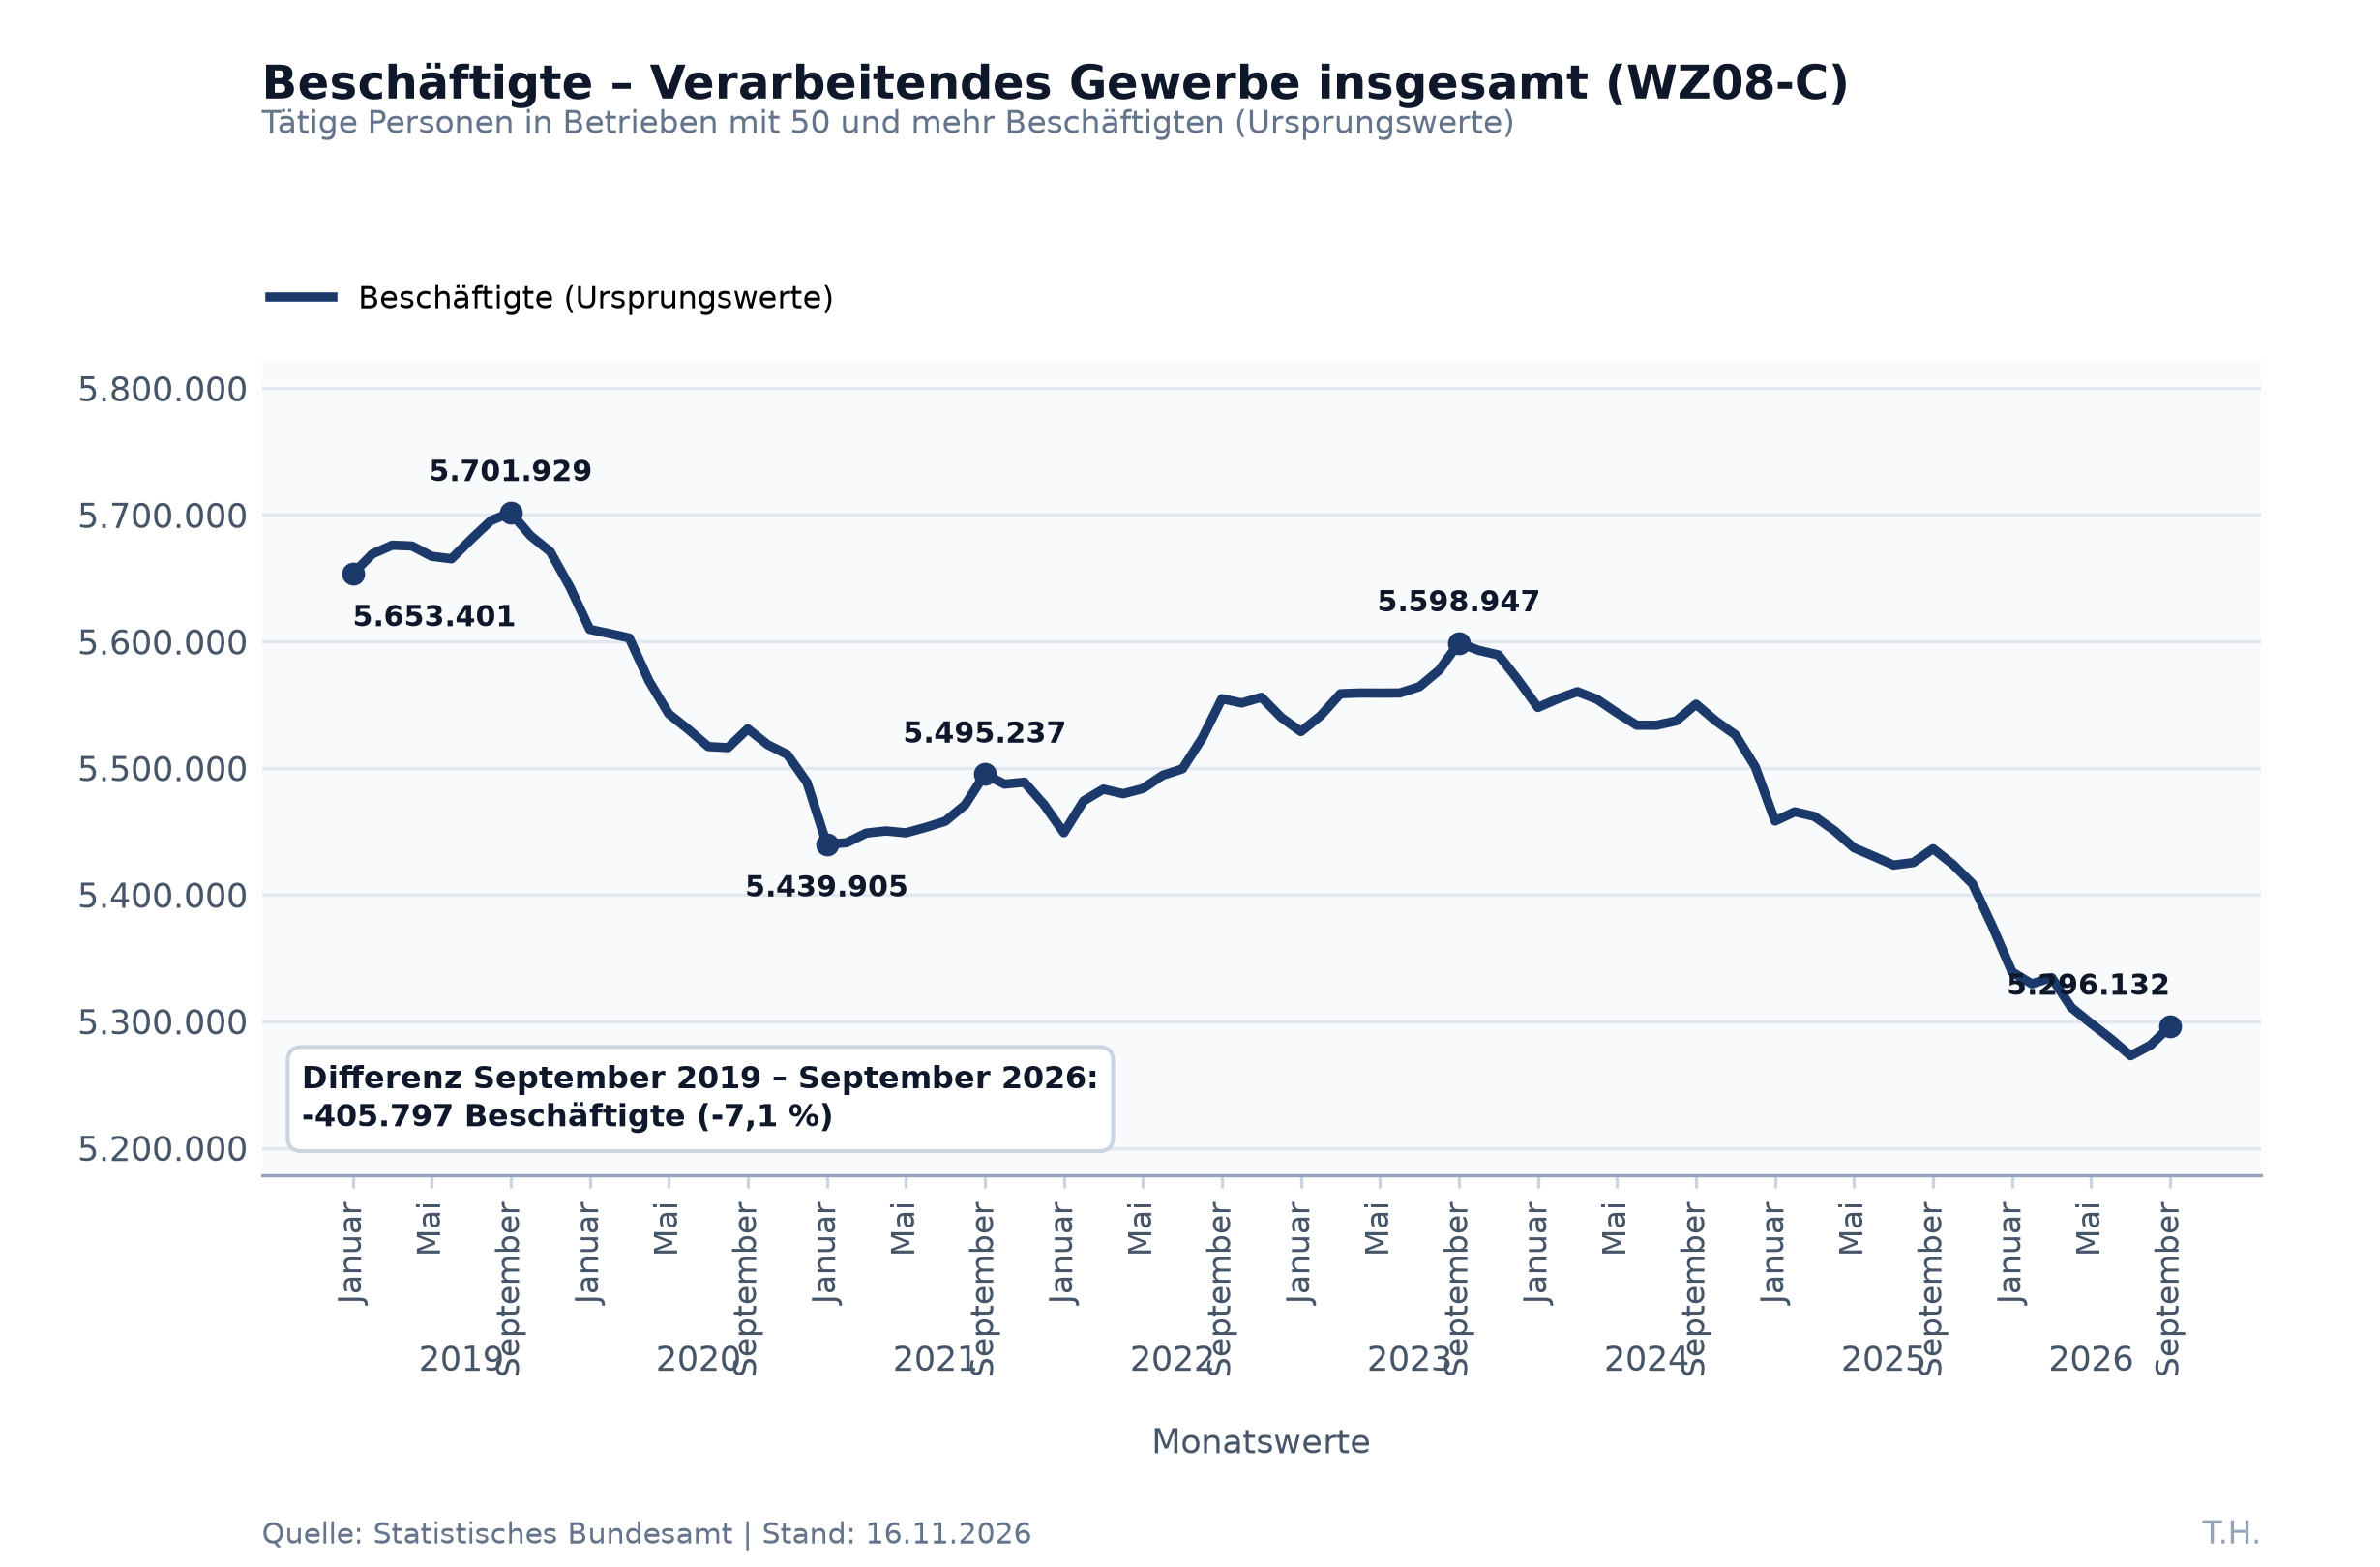 Beschäftigte – Verarbeitendes Gewerbe insgesamt (WZ08-C)
Tätige Personen in Betrieben mit 50 und mehr Beschäftigten (Ursprungswerte)
Beschäftigte (Ursprungswerte)
5.800.000
5.700.000
5.600.000
5.500.000
5.400.000
5.300.000
5.200.000
5.701.929
5.653.401
5.598.947
5.495.237
5.439.905
5.296.132
Differenz September 2019 – September 2026:
-405.797 Beschäftigte (-7,1 %)
Januar
Mai
September
Januar
Mai
September
Januar
Mai
September
Januar
Mai
September
Januar
Mai
September
Januar
Mai
September
Januar
Mai
September
Januar
Mai
September
2019
2020
2021
2022
2023
2024
2025
2026
Monatswerte
Quelle: Statistisches Bundesamt | Stand: 16.11.2026
T.H.